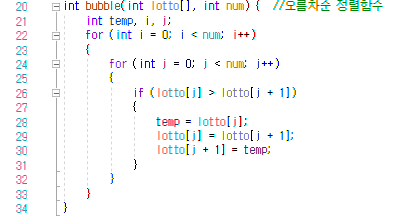 20 int bubble(int lotto[], int num) { //오름차순 정렬함수
21 int temp, i, j;
22 for (int i = 0; i < num; i++)
23 {
24 for (int j = 0; j < num; j++)
25 {
26 if (lotto[j] > lotto[j + 1])
27 {
28 temp = lotto[j];
29 lotto[j] = lotto[j + 1];
30 lotto[j + 1] = temp;
31 }
32 }
33 }
34 }